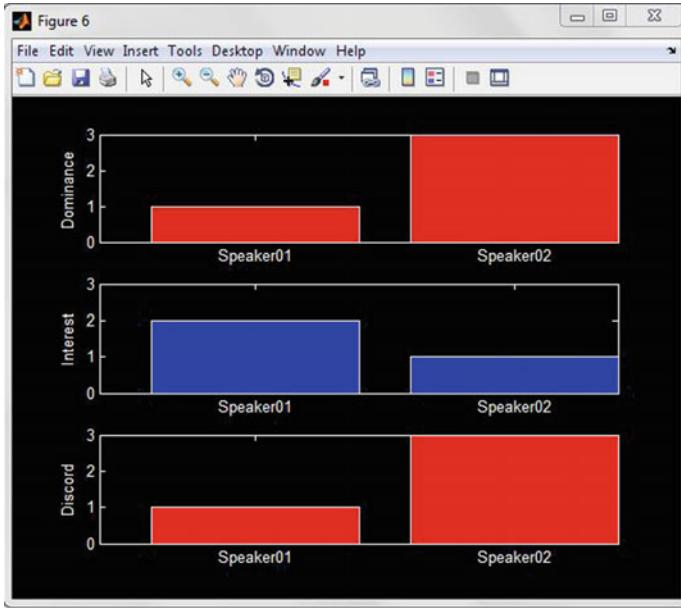 Figure 6
File Edit View Insert Tools Desktop Window Help
3
2
1
0
Dominance
Speaker01 Speaker02
3
2
1
0
Interest
Speaker01 Speaker02
3
2
1
0
Discord
Speaker01 Speaker02